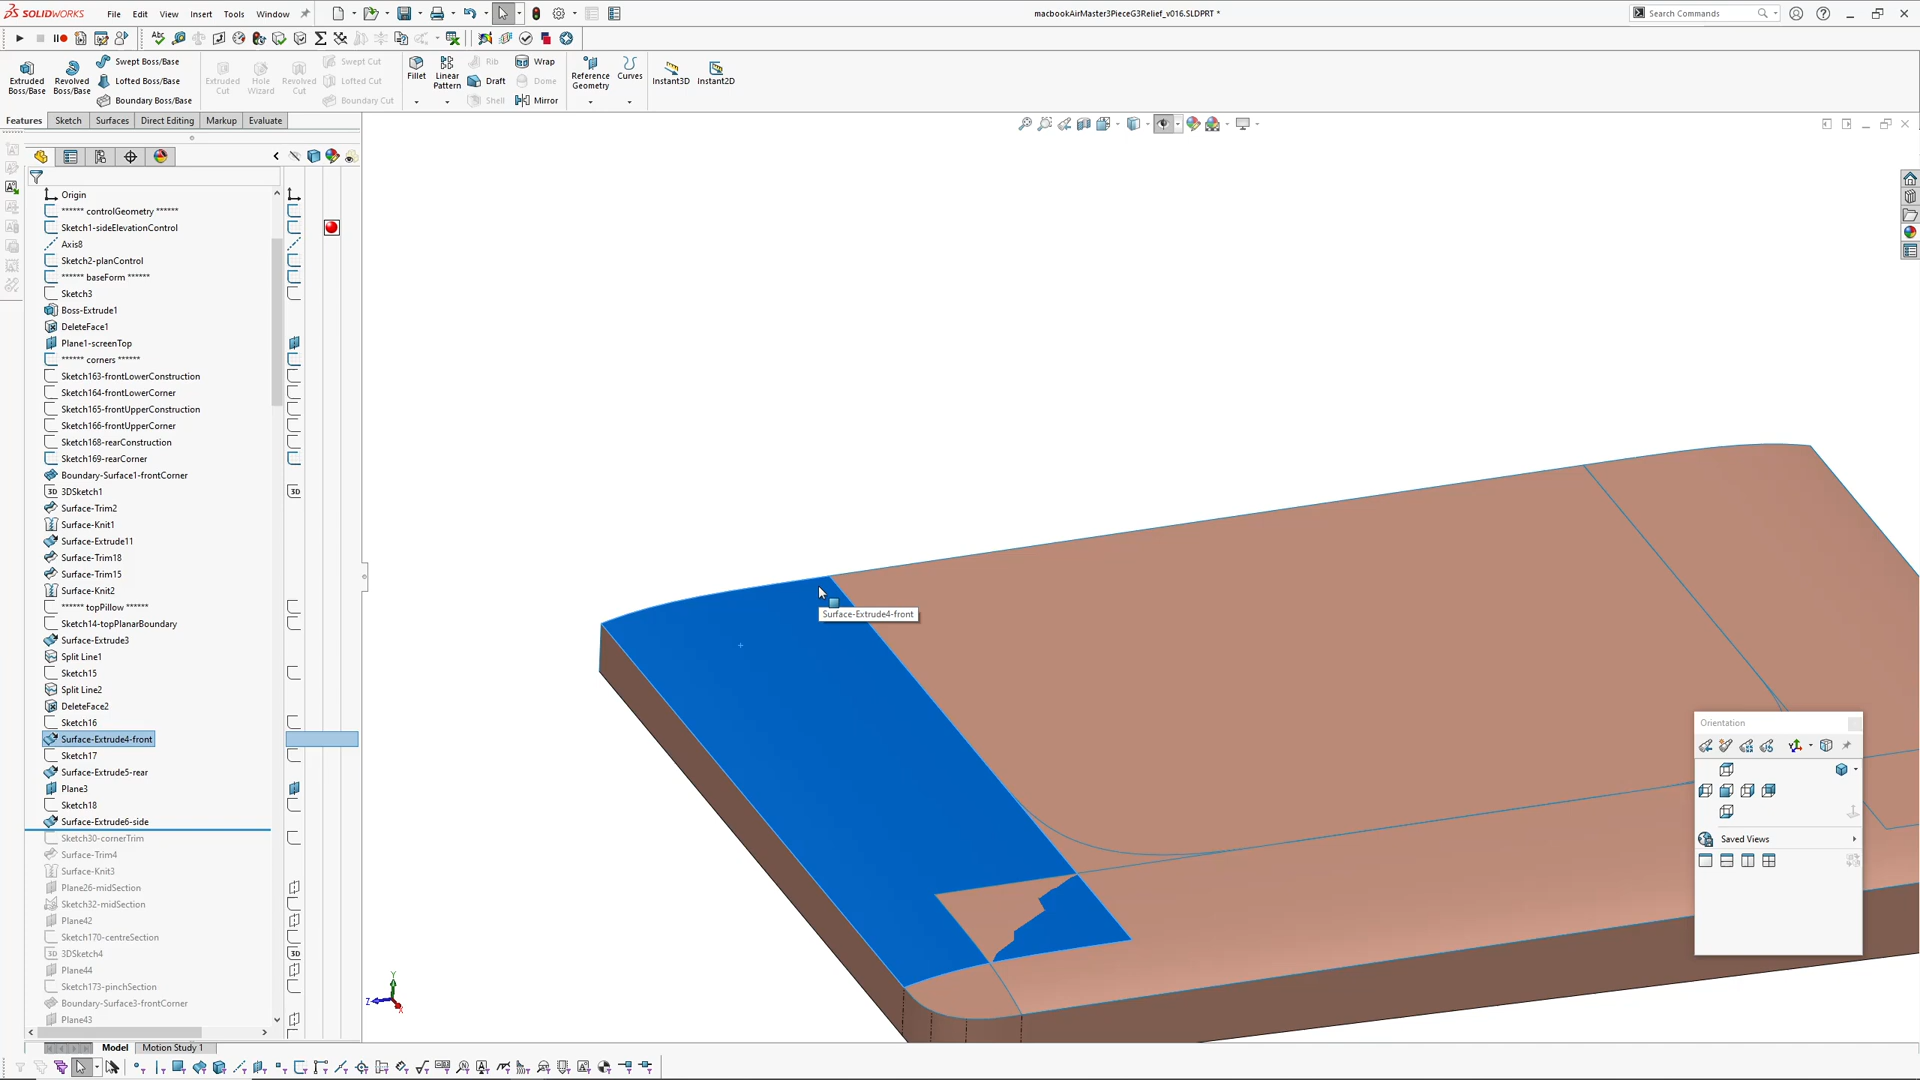 SOLIDWORKS File Edit View Insert Tools Window macbookAirMaster3PieceG3Relief_v016.SLDPRT * Search Commands
Extruded Boss/Base
Revolved Boss/Base
Swept Boss/Base
Lofted Boss/Base
Boundary Boss/Base
Extruded Cut
Hole Wizard
Revolved Cut
Swept Cut
Lofted Cut
Boundary Cut
Fillet
Linear Pattern
Rib
Draft
Shell
Wrap
Dome
Mirror
Reference Geometry
Curves
Instant3D
Instant2D
Features Sketch Surfaces Direct Editing Markup Evaluate
Origin
****** controlGeometry ******
Sketch1-sideElevationControl
Axis8
Sketch2-planControl
****** baseForm ******
Sketch3
Boss-Extrude1
DeleteFace1
Plane1-screenTop
****** corners ******
Sketch163-frontLowerConstruction
Sketch164-frontLowerCorner
Sketch165-frontUpperConstruction
Sketch166-frontUpperCorner
Sketch168-rearConstruction
Sketch169-rearCorner
Boundary-Surface1-frontCorner
3D 3DSketch1 3D
Surface-Trim2
Surface-Knit1
Surface-Extrude11
Surface-Trim18
Surface-Trim15
Surface-Knit2
****** topPillow ******
Sketch14-topPlanarBoundary
Surface-Extrude3
Split Line1
Sketch15
Split Line2
DeleteFace2
Sketch16
Surface-Extrude4-front
Sketch17
Surface-Extrude5-rear
Plane3
Sketch18
Surface-Extrude6-side
Sketch30-cornerTrim
Surface-Trim4
Surface-Knit3
Plane26-midSection
Sketch32-midSection
Plane42
Sketch170-centreSection
3D 3DSketch4 3D
Plane44
Sketch173-pinchSection
Boundary-Surface3-frontCorner
Plane43
Surface-Extrude4-front
Y
Z
X
Orientation
Saved Views
Model Motion Study 1